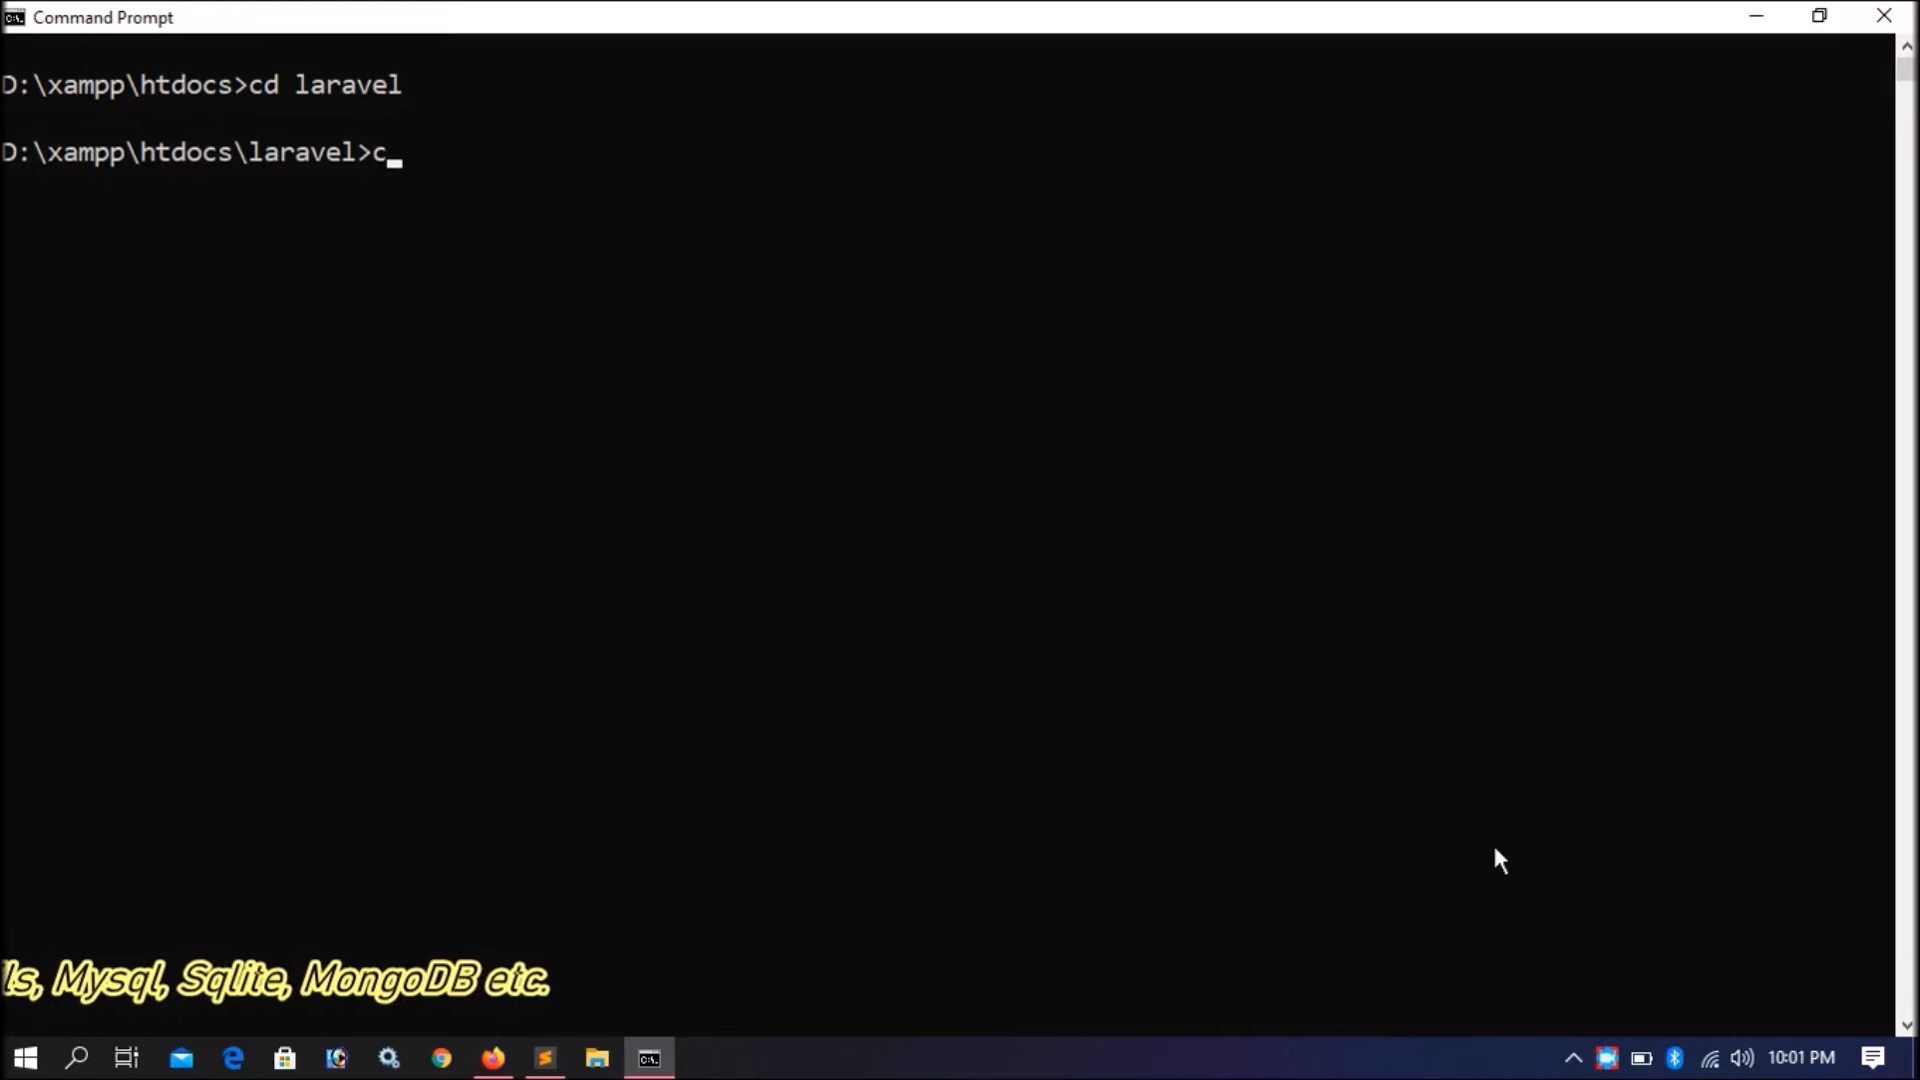 Command Prompt
D:\xampp\htdocs>cd laravel
D:\xampp\htdocs\laravel>c
ls, Mysql, Sqlite, MongoDB etc.
10:01 PM